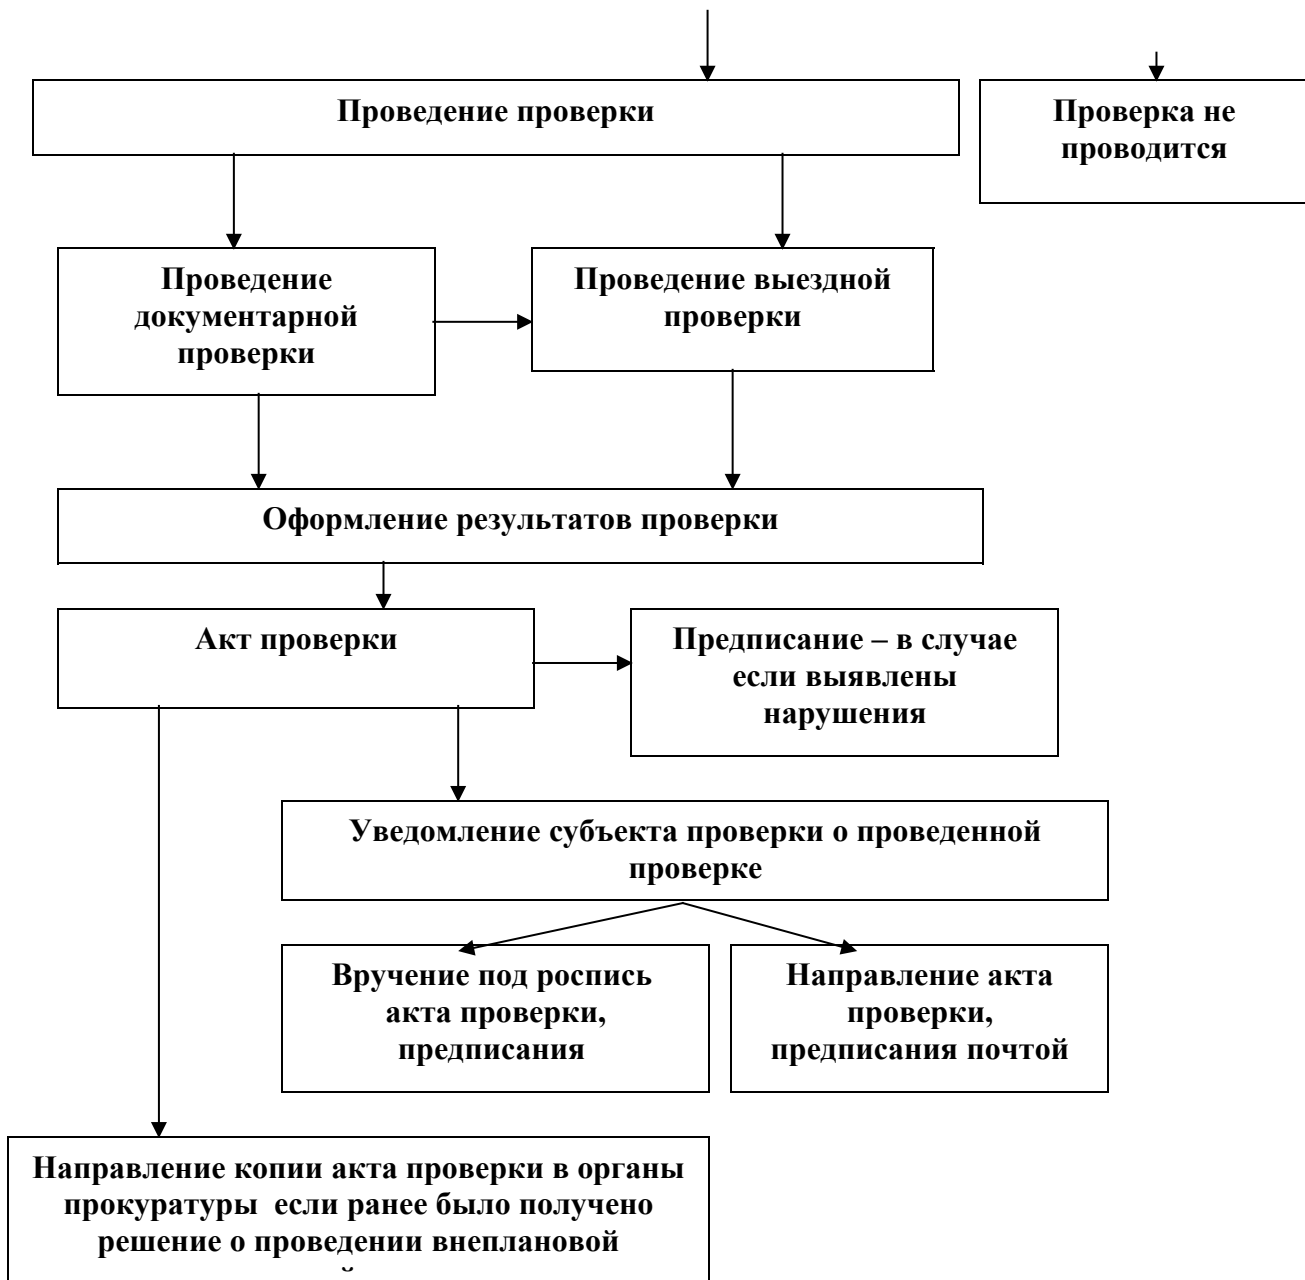 Проведение проверки
Проверка не
проводится
Проведение
документарной
проверки
Проведение выездной
проверки
Оформление результатов проверки
Акт проверки
Предписание – в случае
если выявлены
нарушения
Уведомление субъекта проверки о проведенной
проверке
Вручение под роспись
акта проверки,
предписания
Направление акта
проверки,
предписания почтой
Направление копии акта проверки в органы
прокуратуры  если ранее было получено
решение о проведении внеплановой